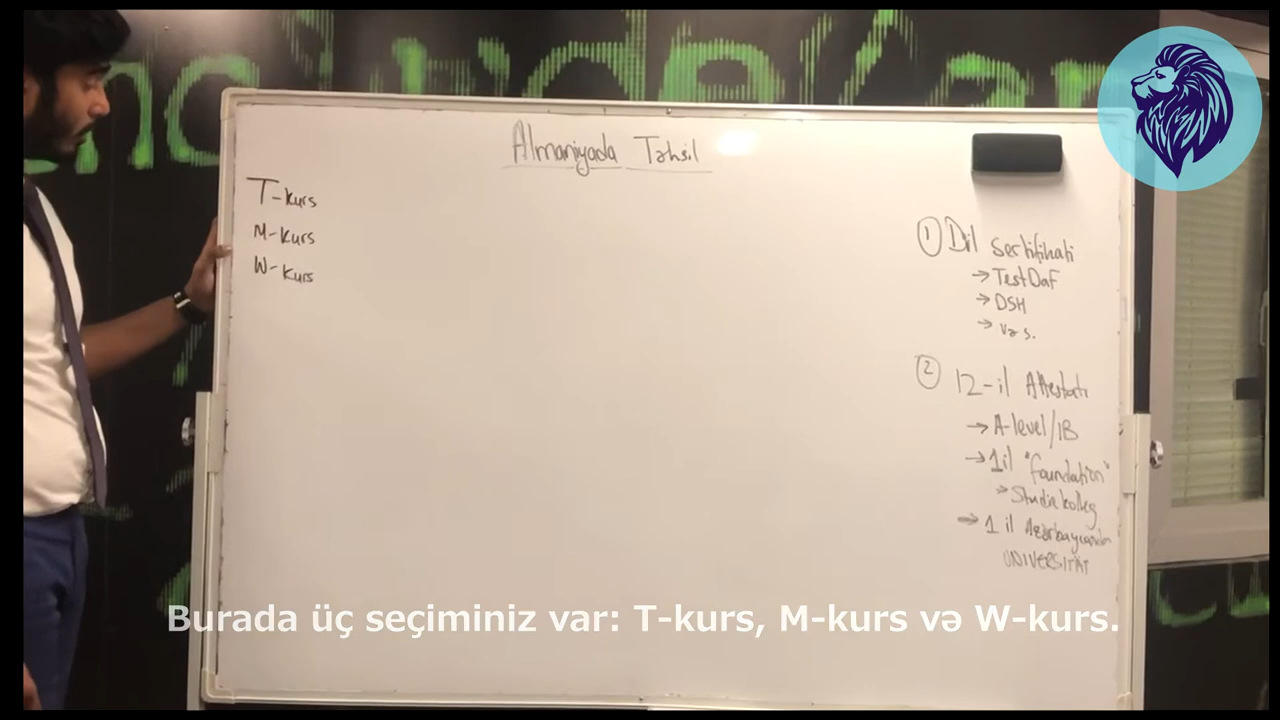 Almaniyada Təhsil
T-kurs
M-kurs
W-kurs
1 Dil sertifikatı
→ TestDaf
→ DSH
→ və s.
2 12-il Attestatı
→ A-level/IB
→ 1 il "foundation"
→ Studienkolleg
→ 1 il Azərbaycanda
UNIVERSITET
Burada üç seçiminiz var: T-kurs, M-kurs və W-kurs.